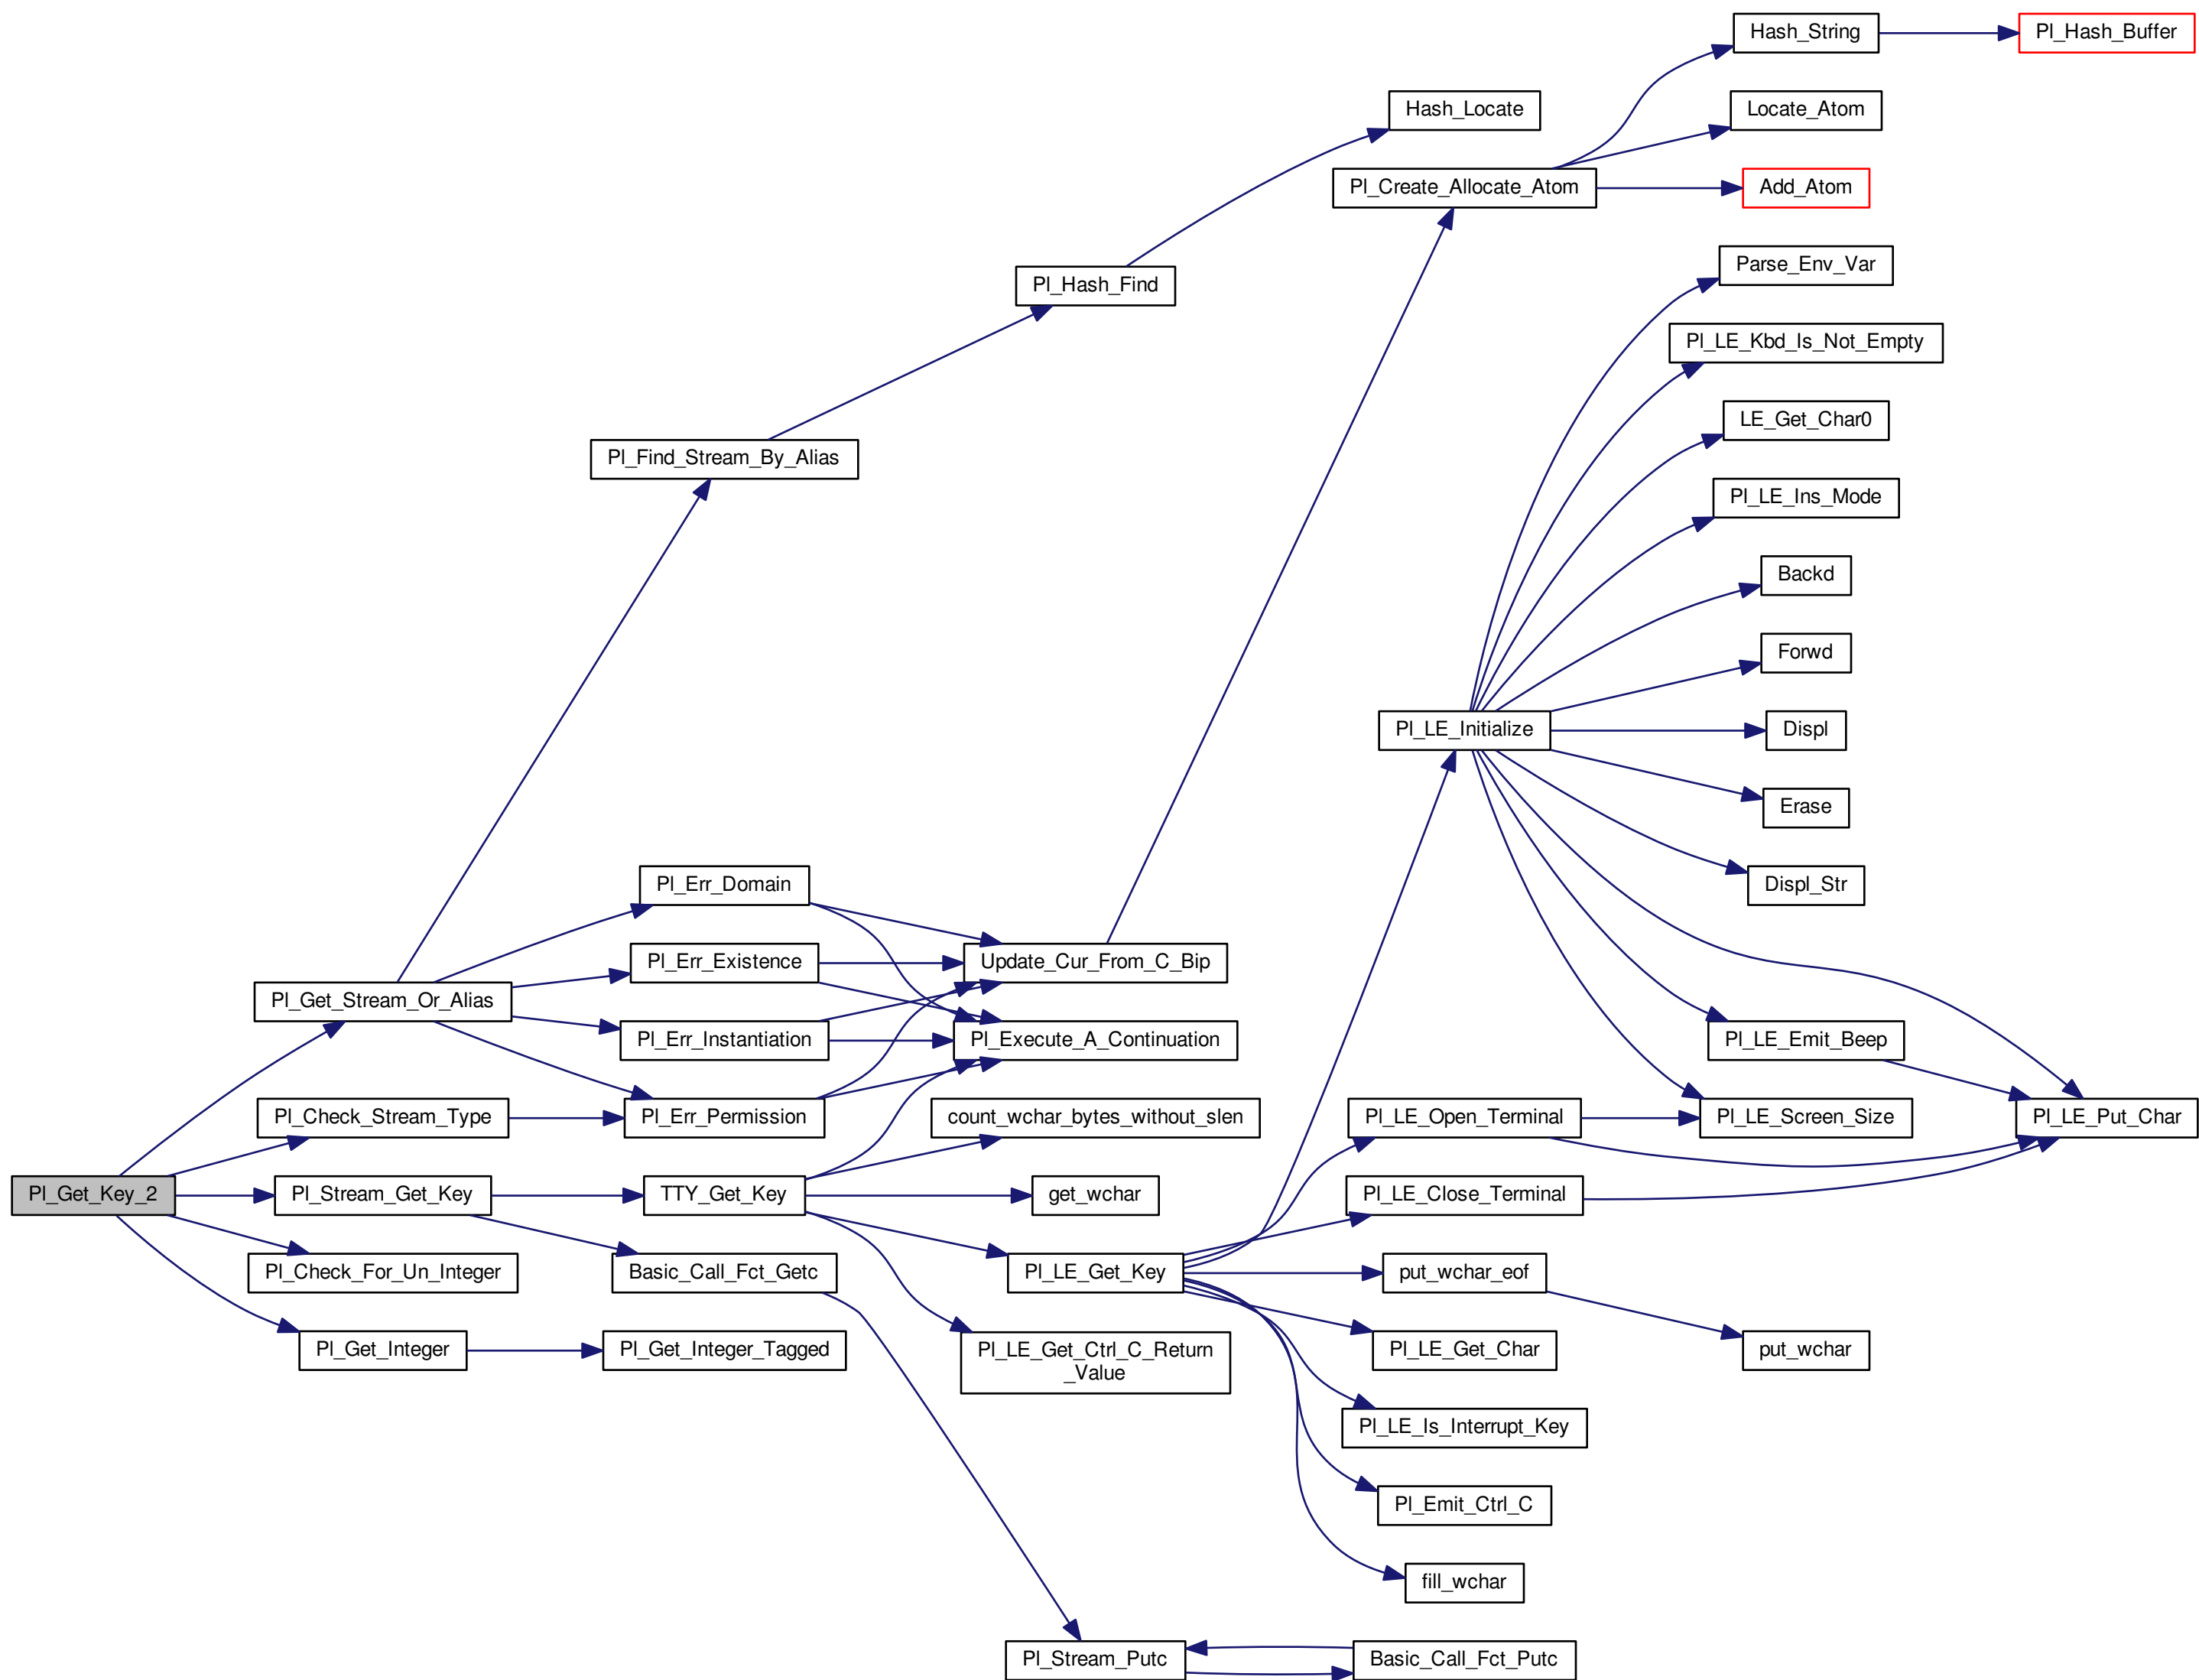 Hash_String
Pl_Hash_Buffer
Hash_Locate
Locate_Atom
Pl_Create_Allocate_Atom
Add_Atom
Parse_Env_Var
Pl_Hash_Find
Pl_LE_Kbd_Is_Not_Empty
LE_Get_Char0
Pl_Find_Stream_By_Alias
Pl_LE_Ins_Mode
Backd
Forwd
Pl_LE_Initialize
Displ
Erase
Pl_Err_Domain
Displ_Str
Pl_Err_Existence
Update_Cur_From_C_Bip
Pl_Get_Stream_Or_Alias
Pl_Err_Instantiation
Pl_Execute_A_Continuation
Pl_LE_Emit_Beep
Pl_Check_Stream_Type
Pl_Err_Permission
count_wchar_bytes_without_slen
Pl_LE_Open_Terminal
Pl_LE_Screen_Size
Pl_LE_Put_Char
Pl_Get_Key_2
Pl_Stream_Get_Key
TTY_Get_Key
get_wchar
Pl_LE_Close_Terminal
Pl_Check_For_Un_Integer
Basic_Call_Fct_Getc
Pl_LE_Get_Key
put_wchar_eof
Pl_Get_Integer
Pl_Get_Integer_Tagged
Pl_LE_Get_Ctrl_C_Return
_Value
Pl_LE_Get_Char
put_wchar
Pl_LE_Is_Interrupt_Key
Pl_Emit_Ctrl_C
fill_wchar
Pl_Stream_Putc
Basic_Call_Fct_Putc